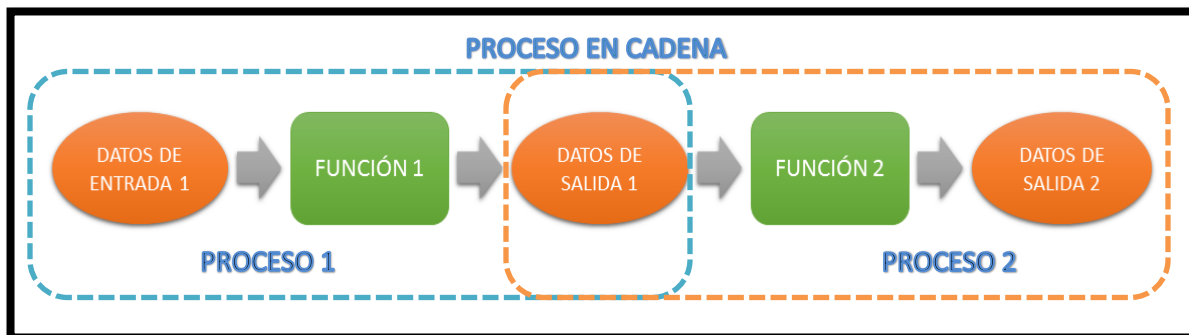 PROCESO EN CADENA
DATOS DE
ENTRADA 1
FUNCIÓN 1
DATOS DE
SALIDA 1
FUNCIÓN 2
DATOS DE
SALIDA 2
PROCESO 1
PROCESO 2